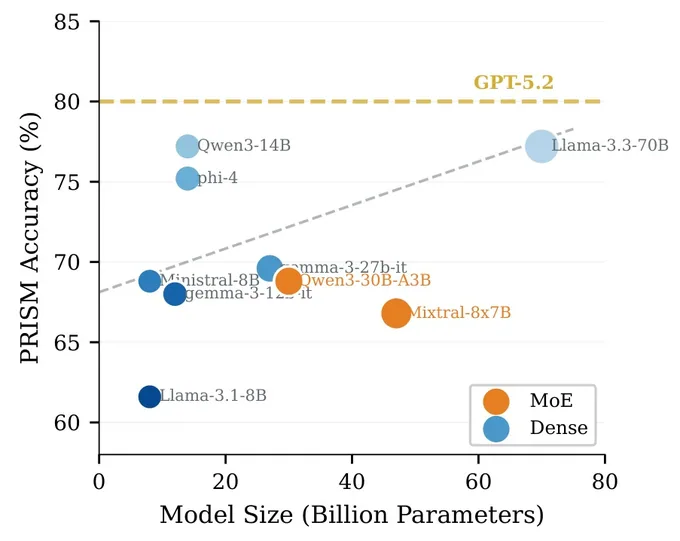 85
80
75
70
65
60
PRISM Accuracy (%)
GPT-5.2
Qwen3-14B
Llama-3.3-70B
phi-4
gemma-3-27b-it
Ministral-8B
Qwen3-30B-A3B
gemma-3-12b-it
Mixtral-8x7B
Llama-3.1-8B
MoE
Dense
0 20 40 60 80
Model Size (Billion Parameters)